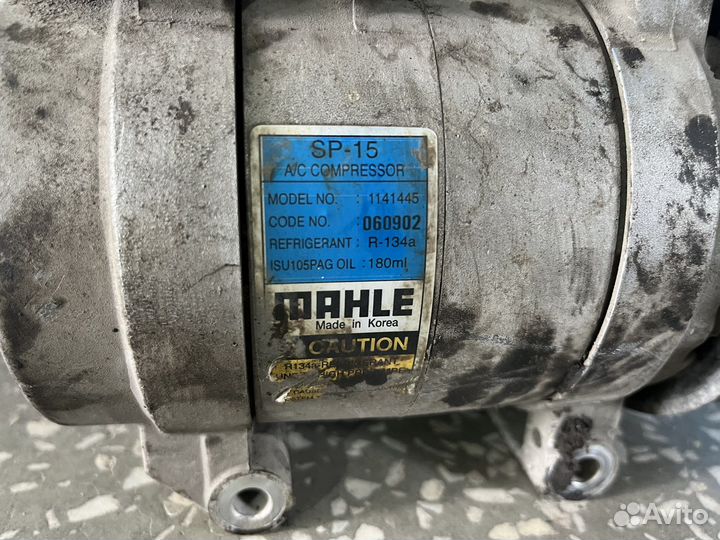 SP-15
A/C COMPRESSOR
MODEL NO. : 1141445
CODE NO. : 060902
REFRIGERANT : R-134a
ISU105PAG OIL : 180ml
MAHLE
Made in Korea
CAUTION
Avito